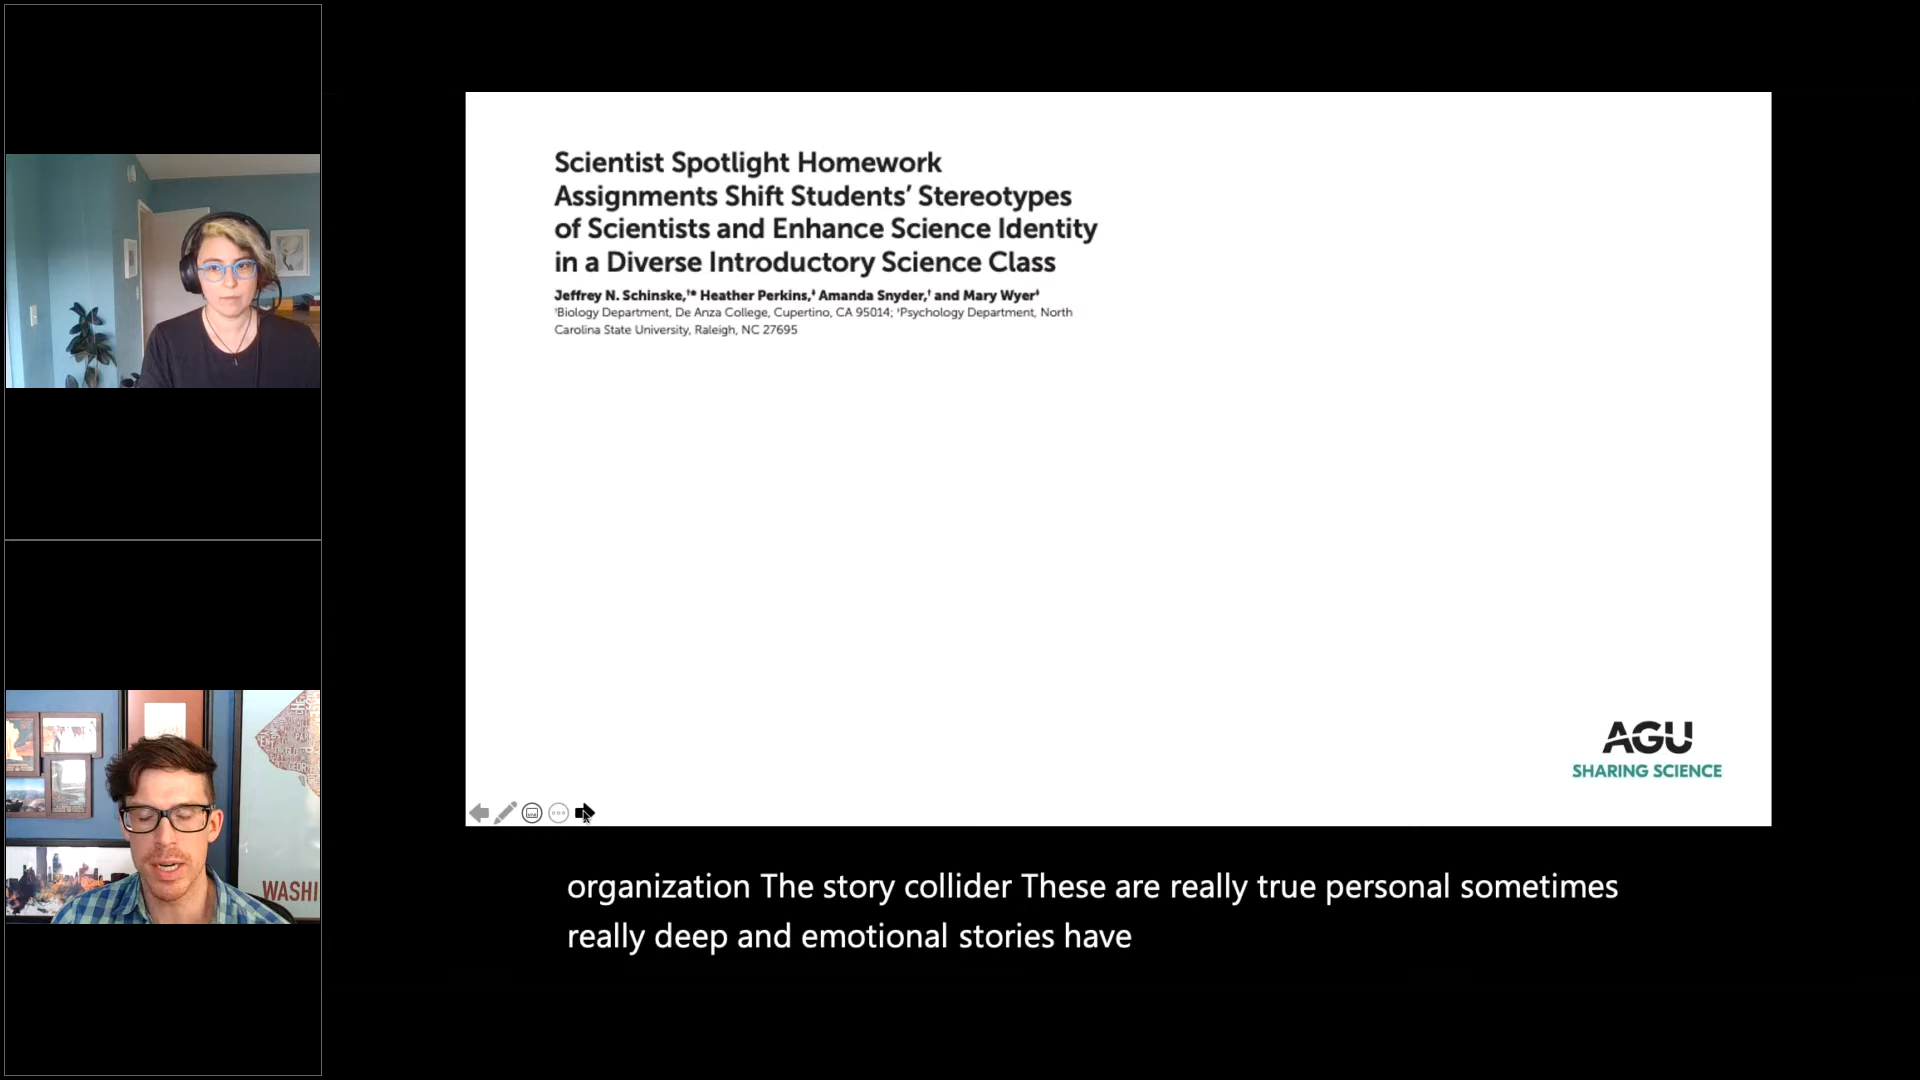 Scientist Spotlight Homework
Assignments Shift Students’ Stereotypes
of Scientists and Enhance Science Identity
in a Diverse Introductory Science Class
Jeffrey N. Schinske,†* Heather Perkins,‡ Amanda Snyder,† and Mary Wyer‡
†Biology Department, De Anza College, Cupertino, CA 95014; ‡Psychology Department, North
Carolina State University, Raleigh, NC 27695
AGU
SHARING SCIENCE
WASHI
organization The story collider These are really true personal sometimes
really deep and emotional stories have